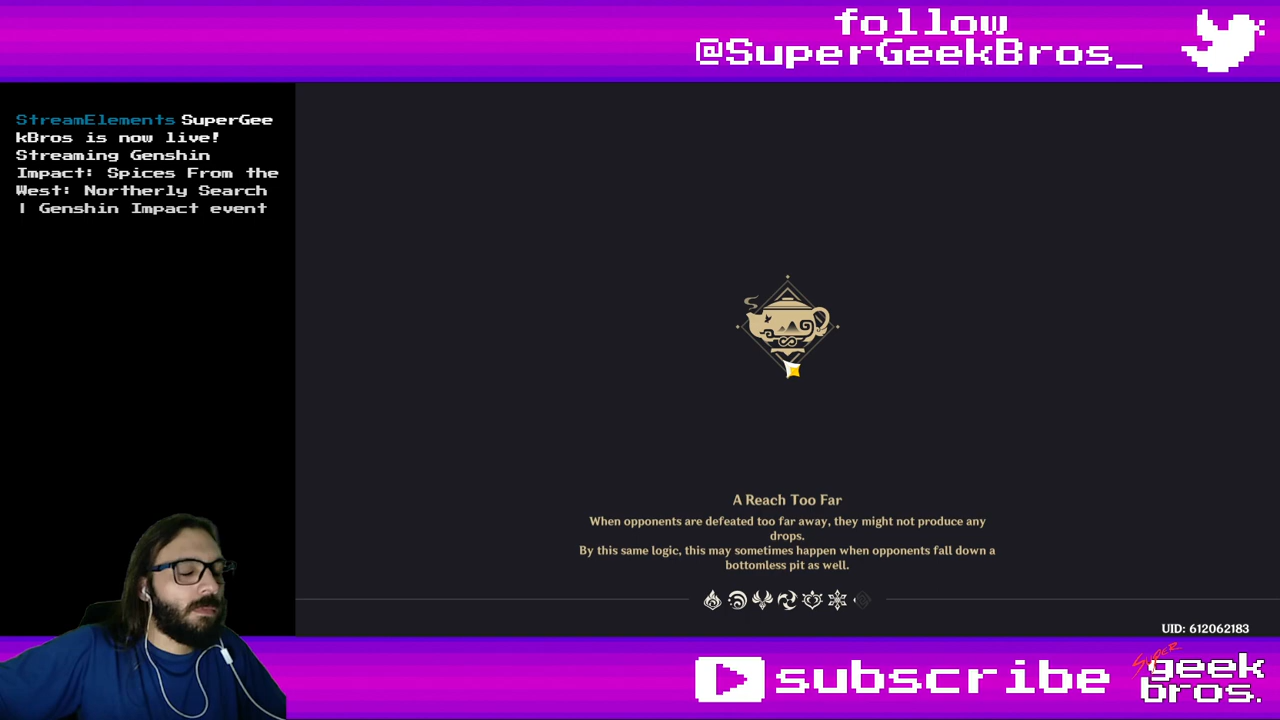 follow
@SuperGeekBros_
StreamElements SuperGee
kBros is now live!
Streaming Genshin
Impact: Spices From the
West: Northerly Search
| Genshin Impact event
A Reach Too Far
When opponents are defeated too far away, they might not produce any
drops.
By this same logic, this may sometimes happen when opponents fall down a
bottomless pit as well.
UID: 612062183
subscribe
SUPER
geek
bros.